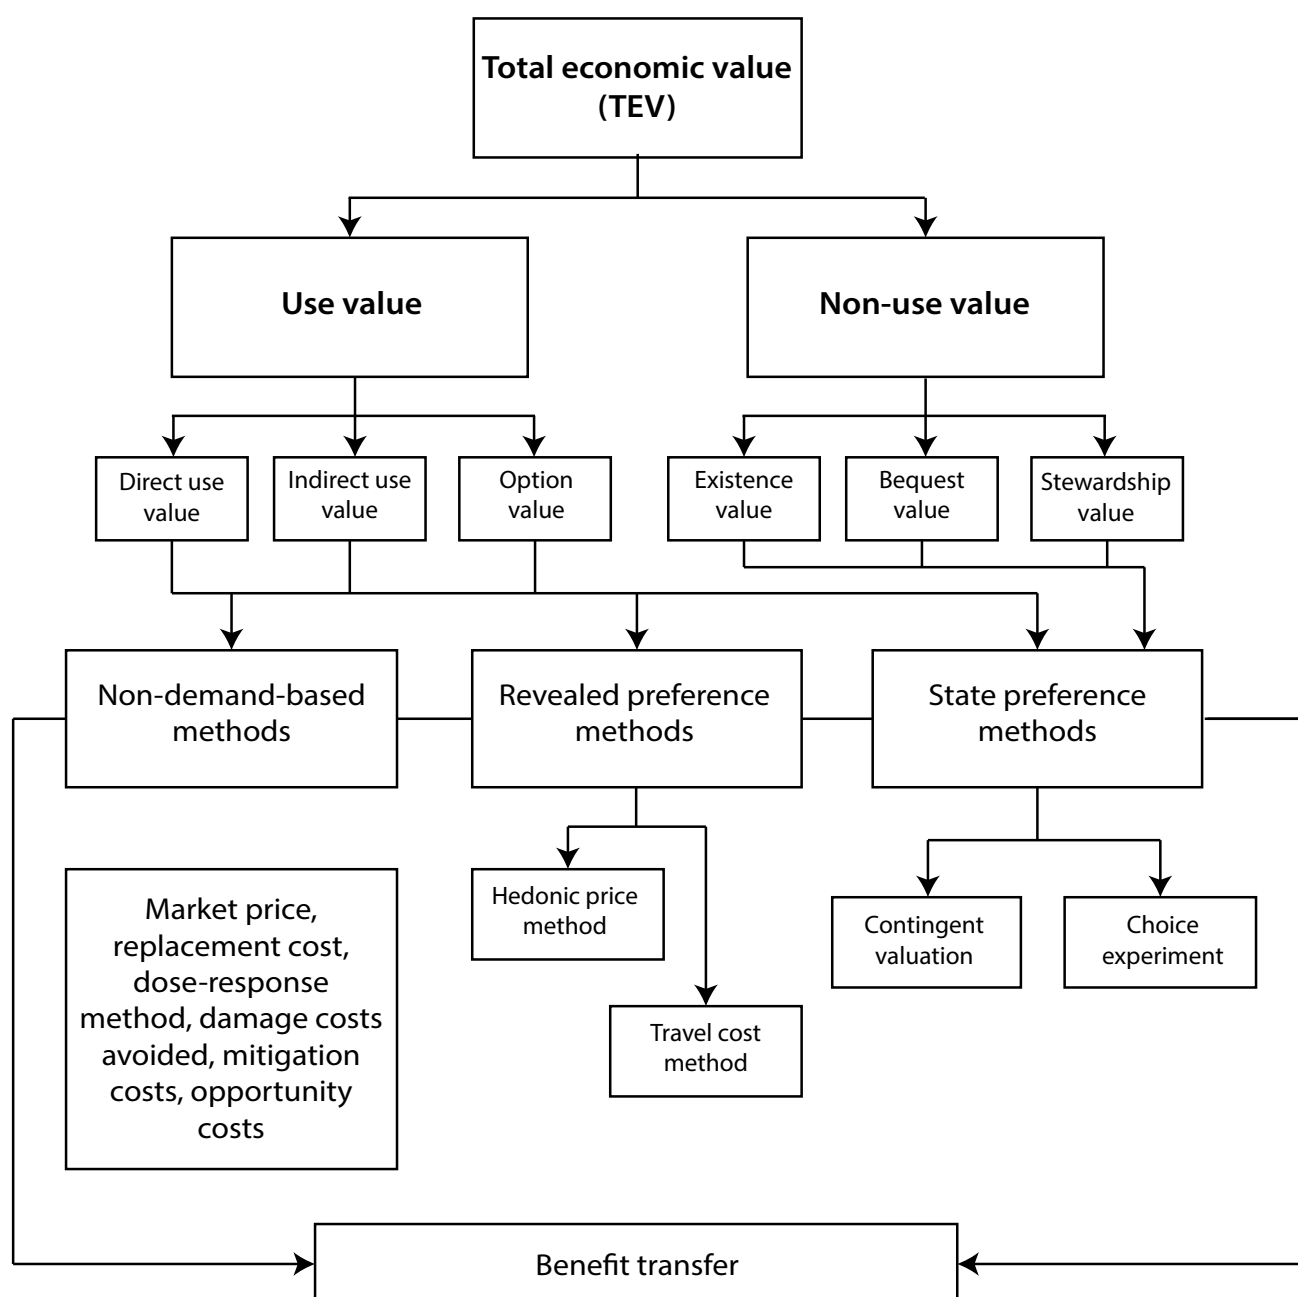 Total economic value
(TEV)
Use value
Non-use value
Direct use
value
Indirect use
value
Option
value
Existence
value
Bequest
value
Stewardship
value
Non-demand-based
methods
Revealed preference
methods
State preference
methods
Market price,
replacement cost,
dose-response
method, damage costs
avoided, mitigation
costs, opportunity
costs
Hedonic price
method
Travel cost
method
Contingent
valuation
Choice
experiment
Benefit transfer